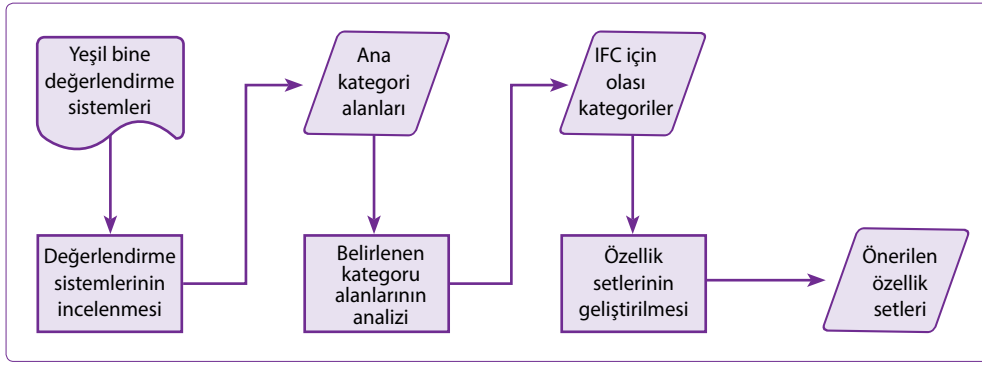 Yeşil bine
değerlendirme
sistemleri
Değerlendirme
sistemlerinin
incelenmesi
Ana
kategori
alanları
Belirlenen
kategoru
alanlarının
analizi
IFC için
olası
kategoriler
Özellik
setlerinin
geliştirilmesi
Önerilen
özellik
setleri